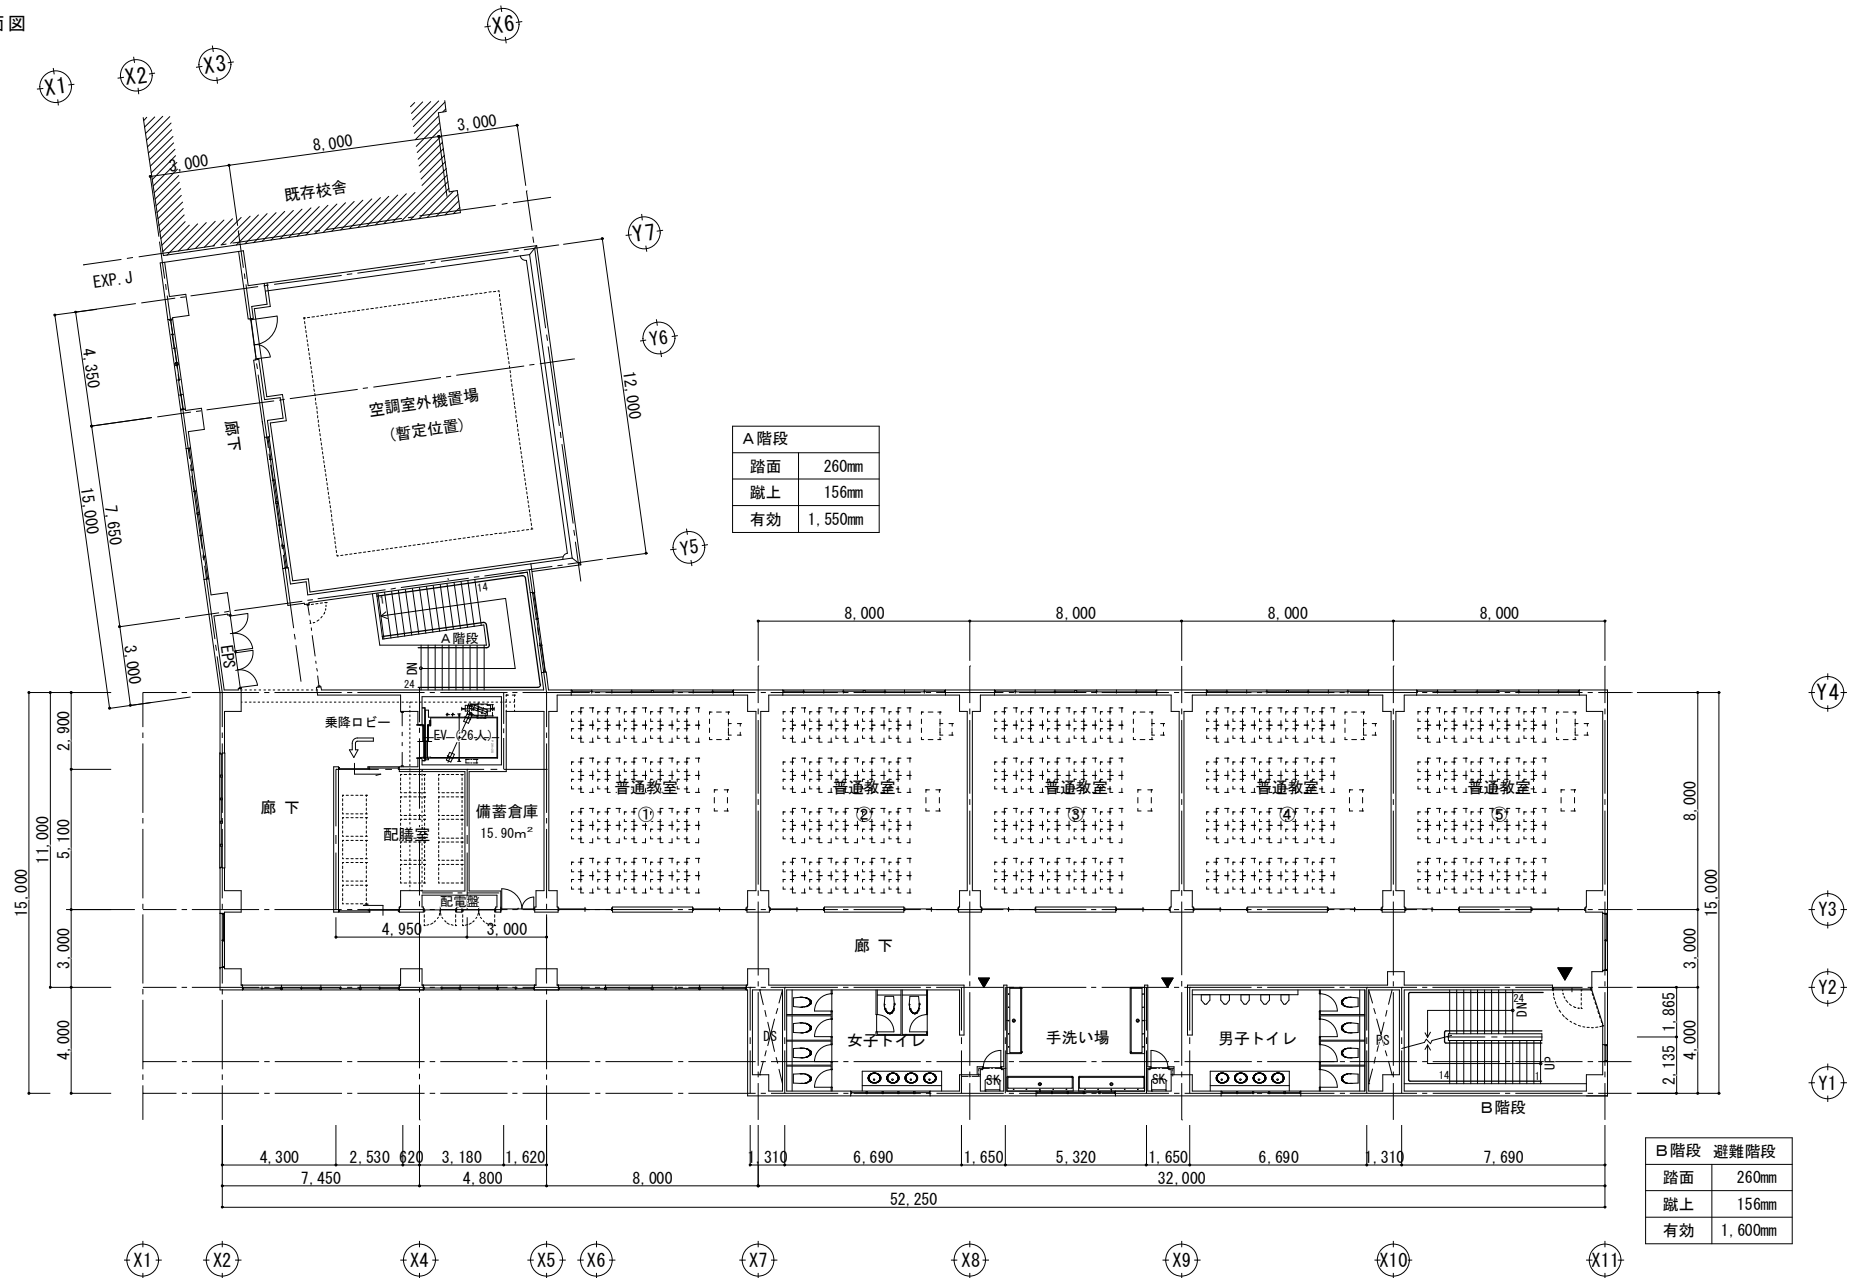 面図
X1
X2
X3
X6
3,000
8,000
3,000
既存校舎
Y7
EXP.J
Y6
4,350
7,650
15,000
3,000
12,000
廊下
空調室外機置場
(暫定位置)
Y5
A階段
踏面 260mm
蹴上 156mm
有効 1,550mm
14
A階段
DN
24
EPS
8,000
8,000
8,000
8,000
Y4
2,900
5,100
11,000
15,000
3,000
4,000
乗降ロビー
EV (26人)
廊下
配膳室
備蓄倉庫
15.90m²
配電盤
4,950
3,000
普通教室
①
普通教室
②
普通教室
③
普通教室
④
普通教室
⑤
8,000
15,000
Y3
廊下
3,000
Y2
DS
女子トイレ
SK
手洗い場
SK
男子トイレ
PS
24
DN
UP
14
1
1,865
2,135
4,000
Y1
B階段
4,300
2,530
620
3,180
1,620
1,310
6,690
1,650
5,320
1,650
6,690
1,310
7,690
7,450
4,800
8,000
32,000
52,250
B階段 避難階段
踏面 260mm
蹴上 156mm
有効 1,600mm
X1
X2
X4
X5
X6
X7
X8
X9
X10
X11